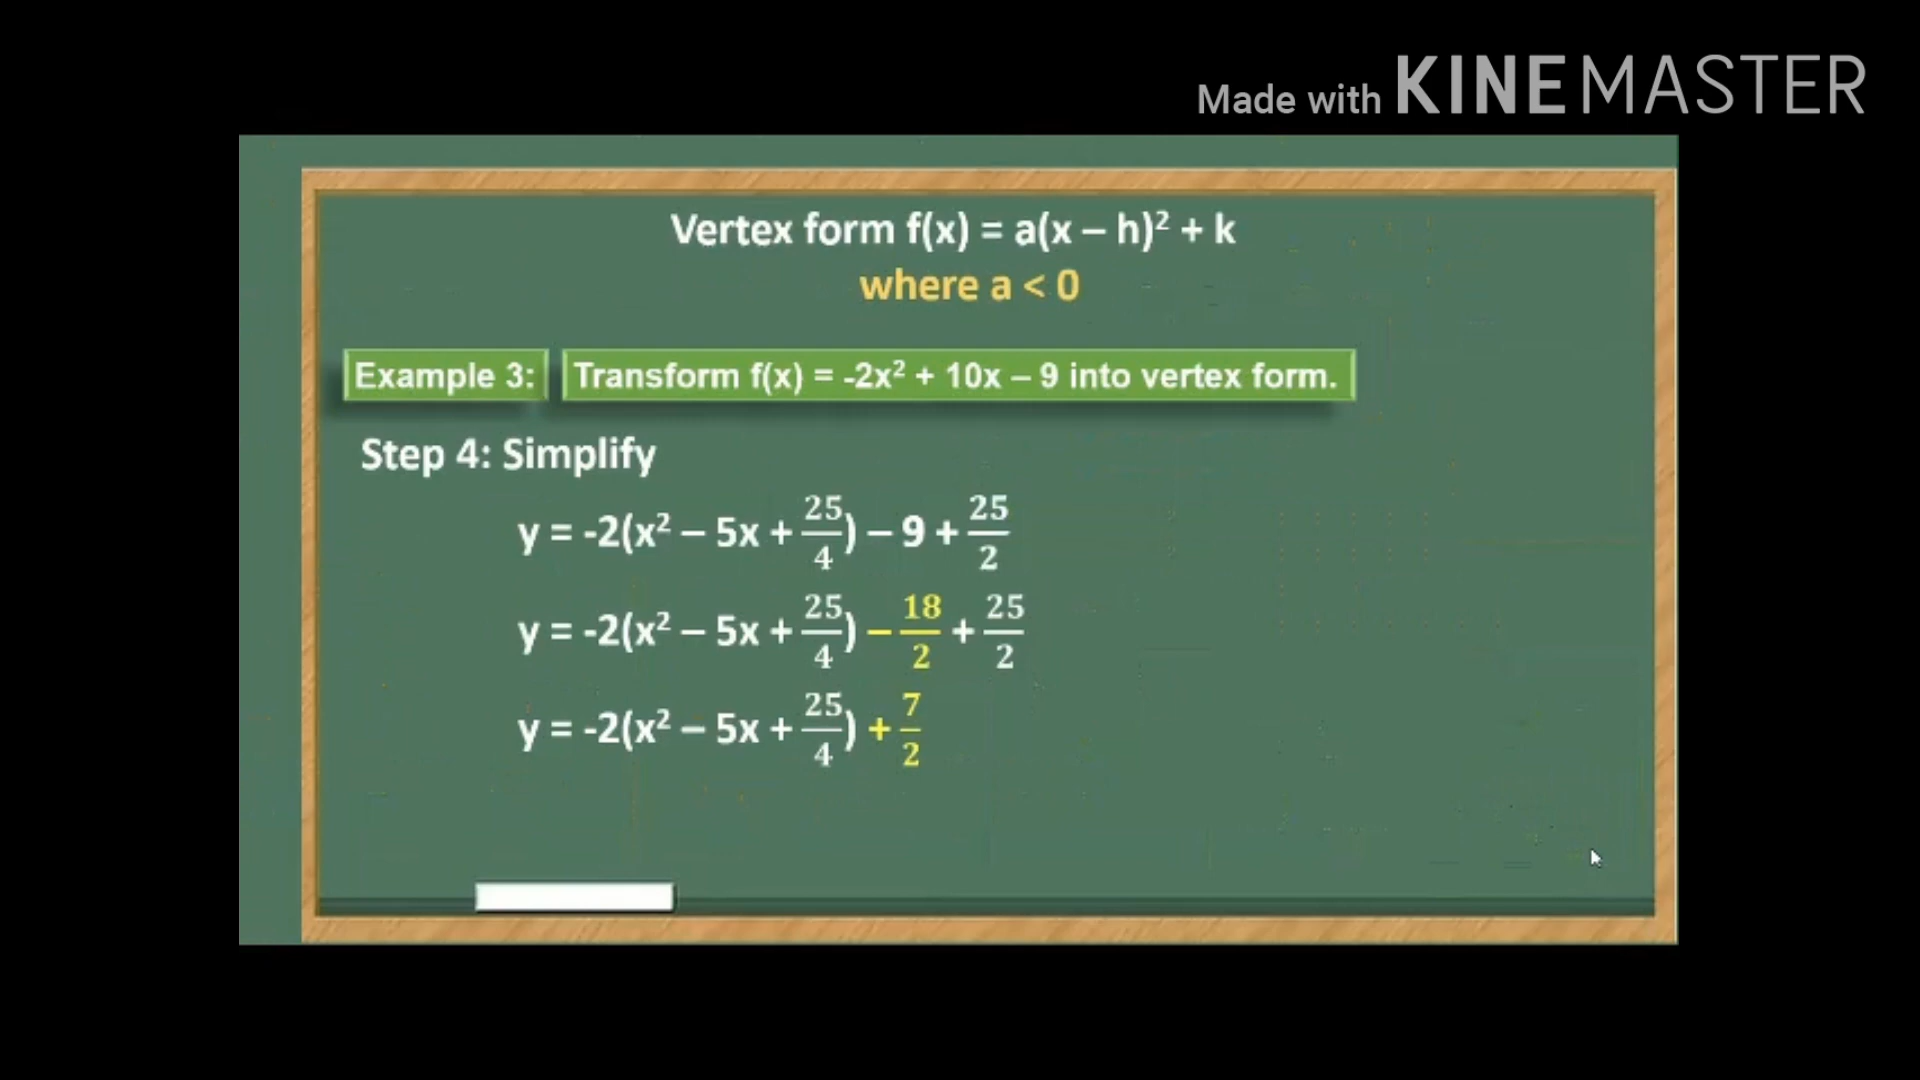 Made with KINEMASTER
Vertex form f(x) = a(x – h)² + k
where a < 0
Example 3: Transform f(x) = -2x² + 10x – 9 into vertex form.
Step 4: Simplify
y = -2(x² – 5x + 25/4) – 9 + 25/2
y = -2(x² – 5x + 25/4) – 18/2 + 25/2
y = -2(x² – 5x + 25/4) + 7/2